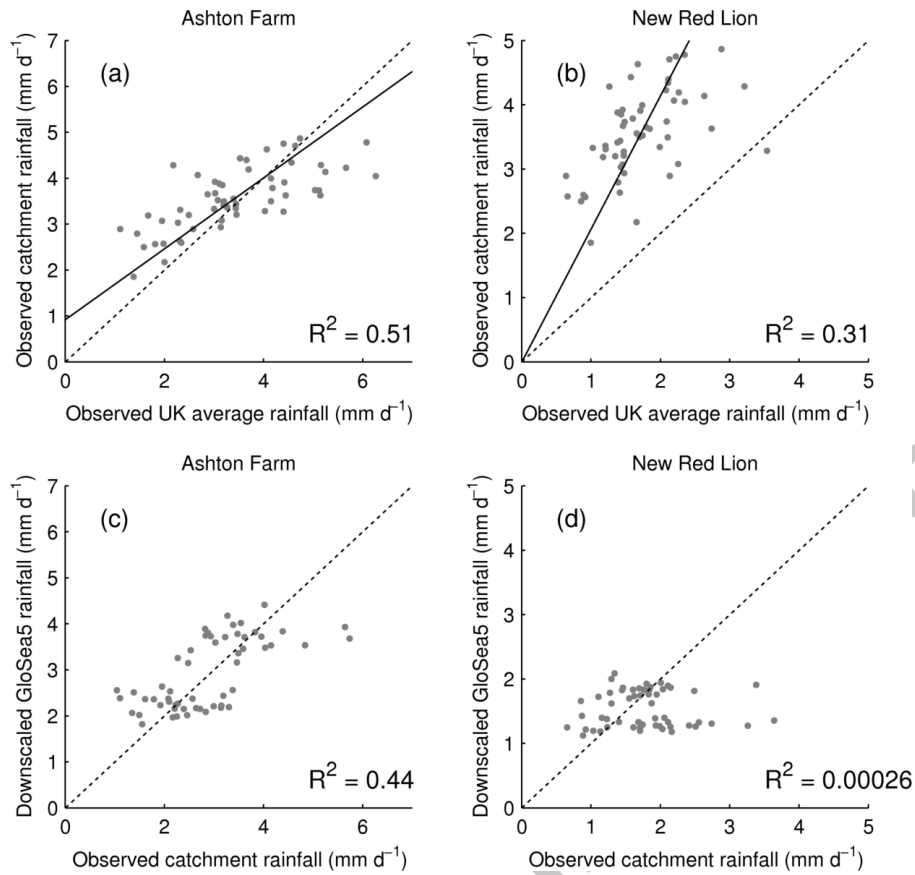 Ashton Farm
(a)
Observed catchment rainfall (mm d⁻¹)
7
6
5
4
3
2
1
0
R² = 0.51
0 2 4 6
Observed UK average rainfall (mm d⁻¹)
New Red Lion
(b)
Observed catchment rainfall (mm d⁻¹)
5
4
3
2
1
0
R² = 0.31
0 1 2 3 4 5
Observed UK average rainfall (mm d⁻¹)
Ashton Farm
(c)
Downscaled GloSea5 rainfall (mm d⁻¹)
7
6
5
4
3
2
1
0
R² = 0.44
0 2 4 6
Observed catchment rainfall (mm d⁻¹)
New Red Lion
(d)
Downscaled GloSea5 rainfall (mm d⁻¹)
5
4
3
2
1
0
R² = 0.00026
0 1 2 3 4 5
Observed catchment rainfall (mm d⁻¹)